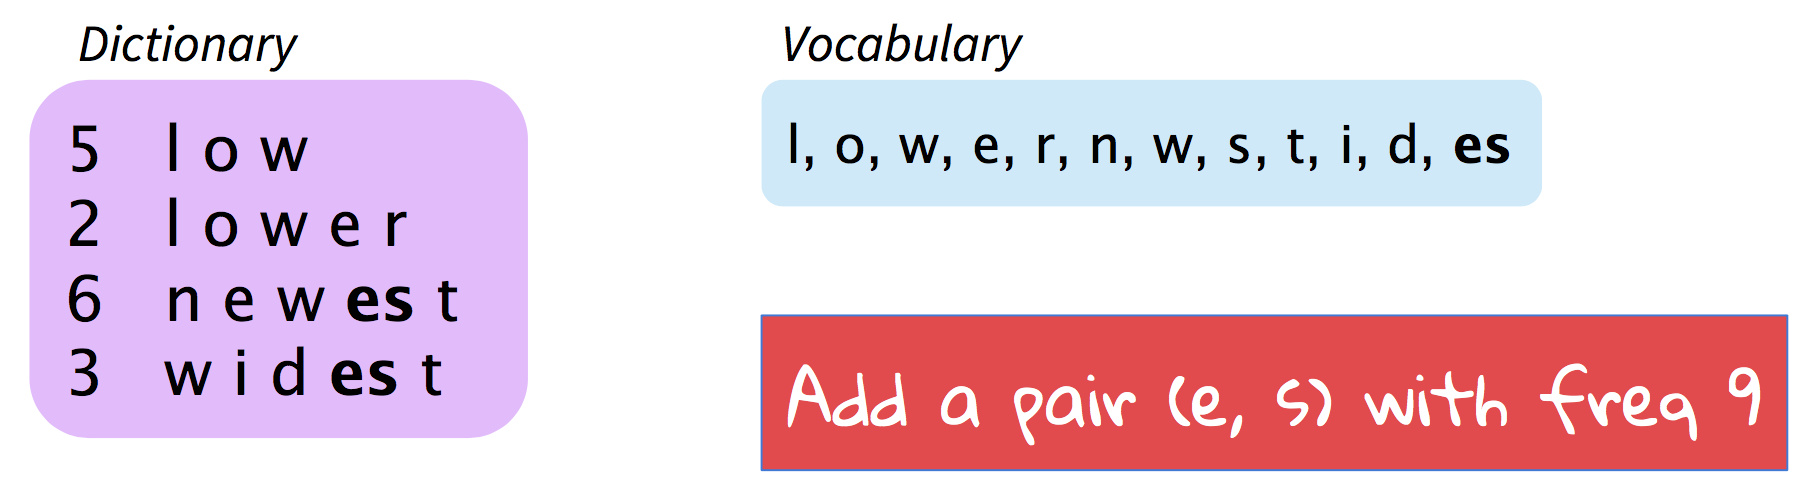 Dictionary
5 l o w
2 l o w e r
6 n e w es t
3 w i d es t
Vocabulary
l, o, w, e, r, n, w, s, t, i, d, es
Add a pair (e, s) with freq 9